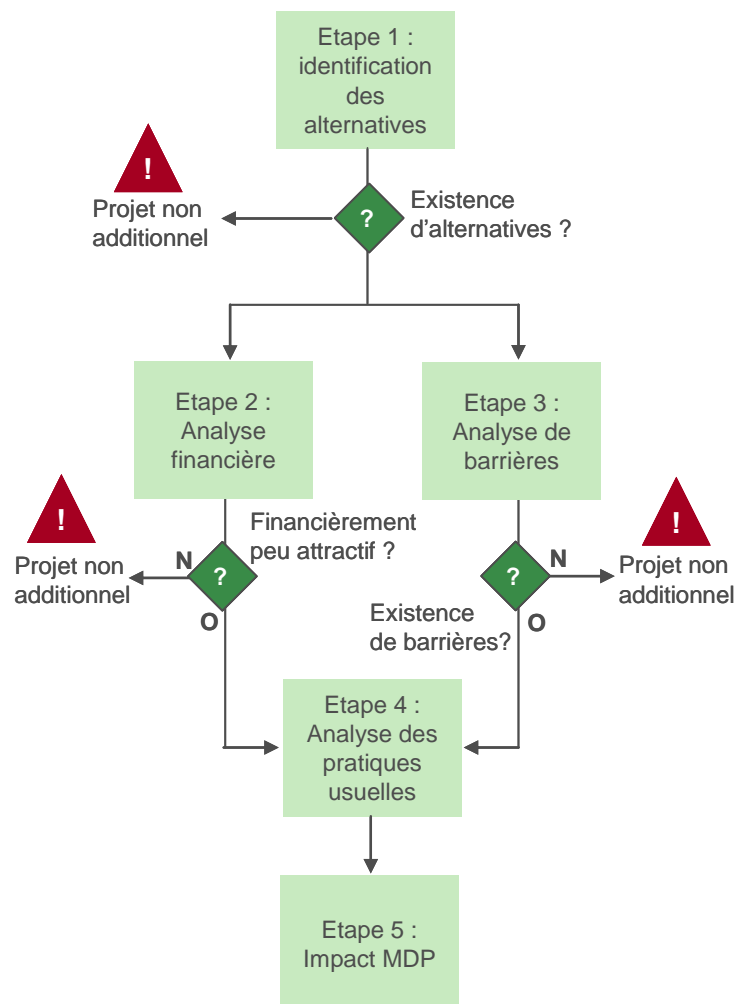 Etape 1 :
identification
des
alternatives
!
Projet non
additionnel
?
Existence
d'alternatives ?
Etape 2 :
Analyse
financière
Etape 3 :
Analyse de
barrières
!
Projet non
additionnel
N
?
O
Financièrement
peu attractif ?
Existence
de barrières?
?
N
O
!
Projet non
additionnel
Etape 4 :
Analyse des
pratiques
usuelles
Etape 5 :
Impact MDP